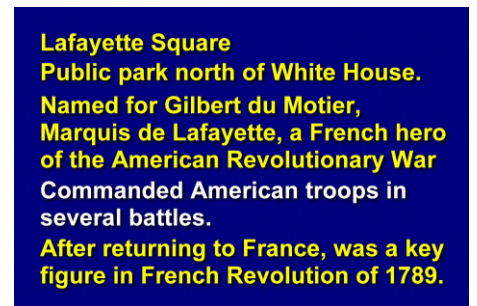 Lafayette Square
Public park north of White House.
Named for Gilbert du Motier,
Marquis de Lafayette, a French hero
of the American Revolutionary War
Commanded American troops in
several battles.
After returning to France, was a key
figure in French Revolution of 1789.